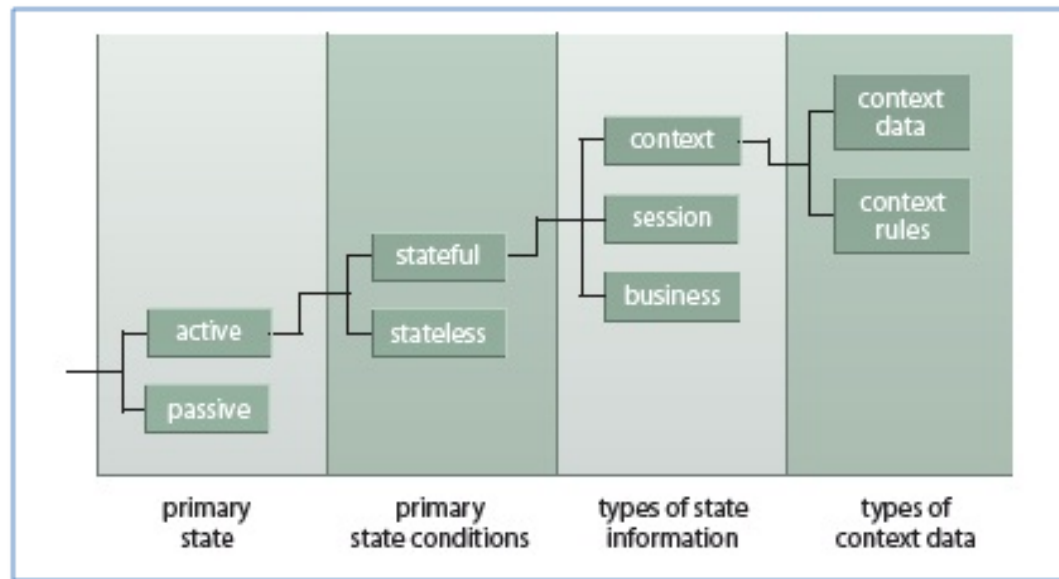 active
passive
stateful
stateless
context
session
business
context
data
context
rules
primary
state
primary
state conditions
types of state
information
types of
context data